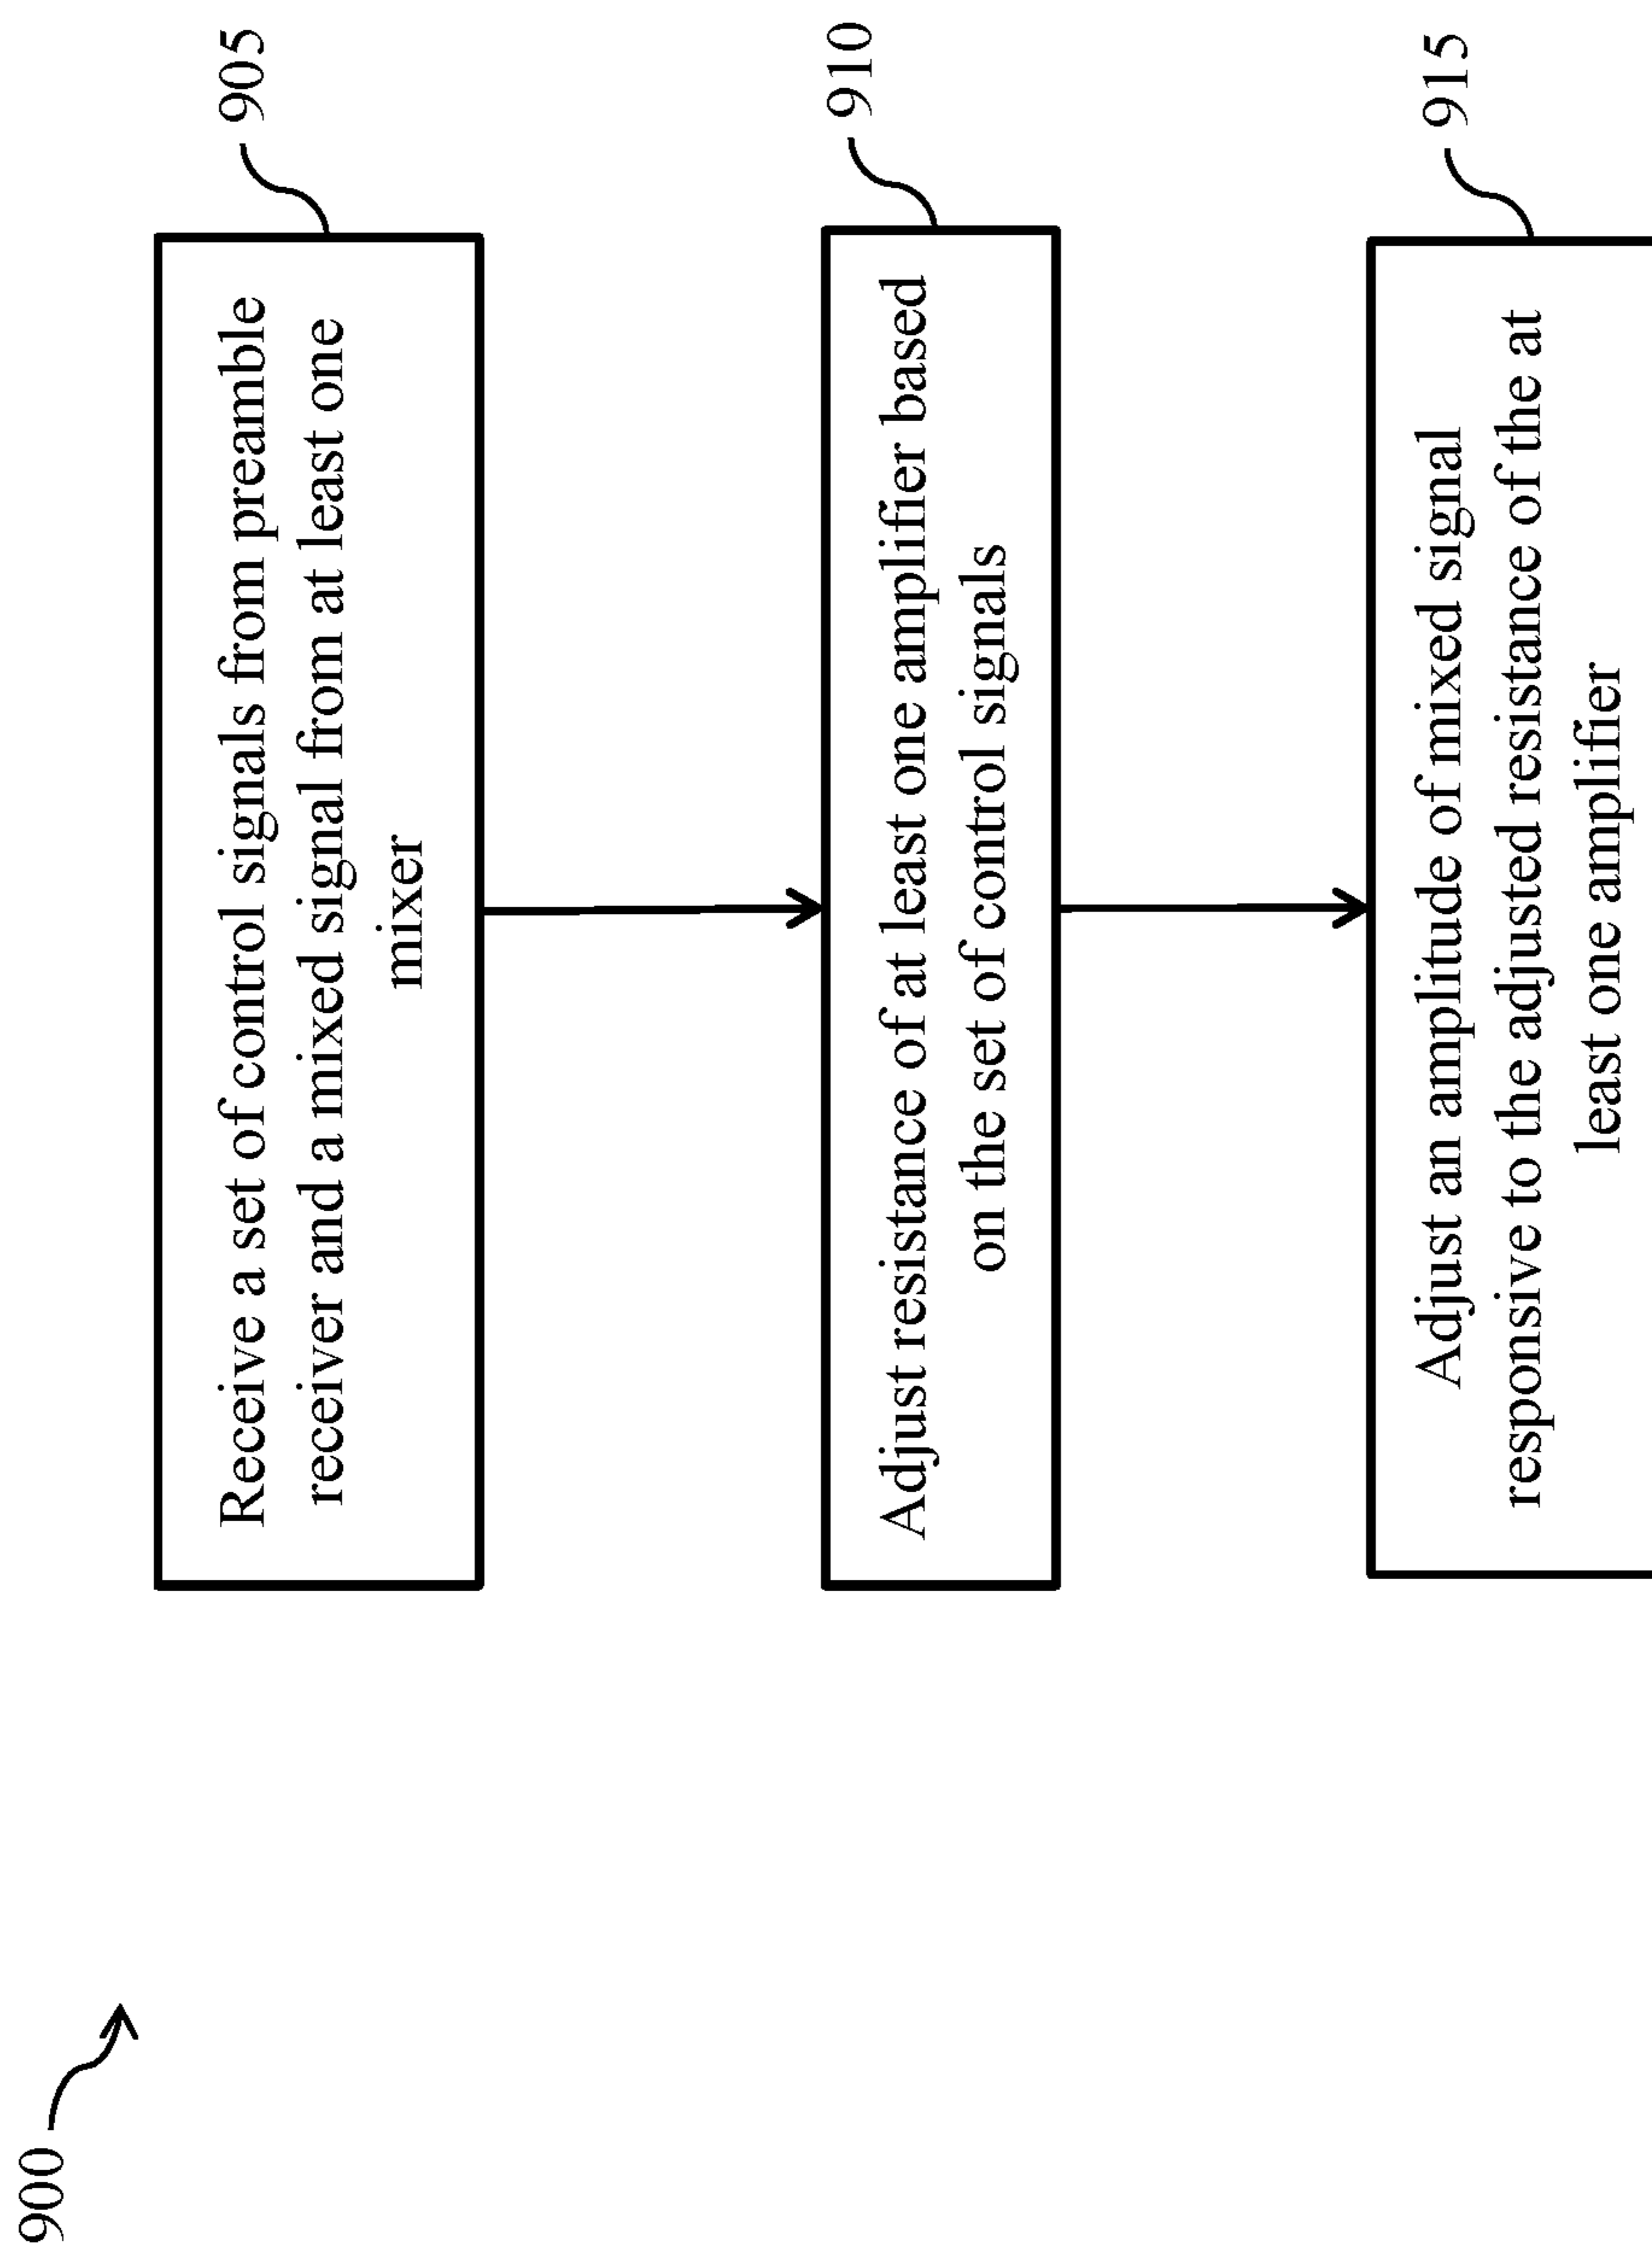 900
Receive a set of control signals from preamble
receiver and a mixed signal from at least one
mixer
905
Adjust resistance of at least one amplifier based
on the set of control signals
910
Adjust an amplitude of mixed signal
responsive to the adjusted resistance of the at
least one amplifier
915